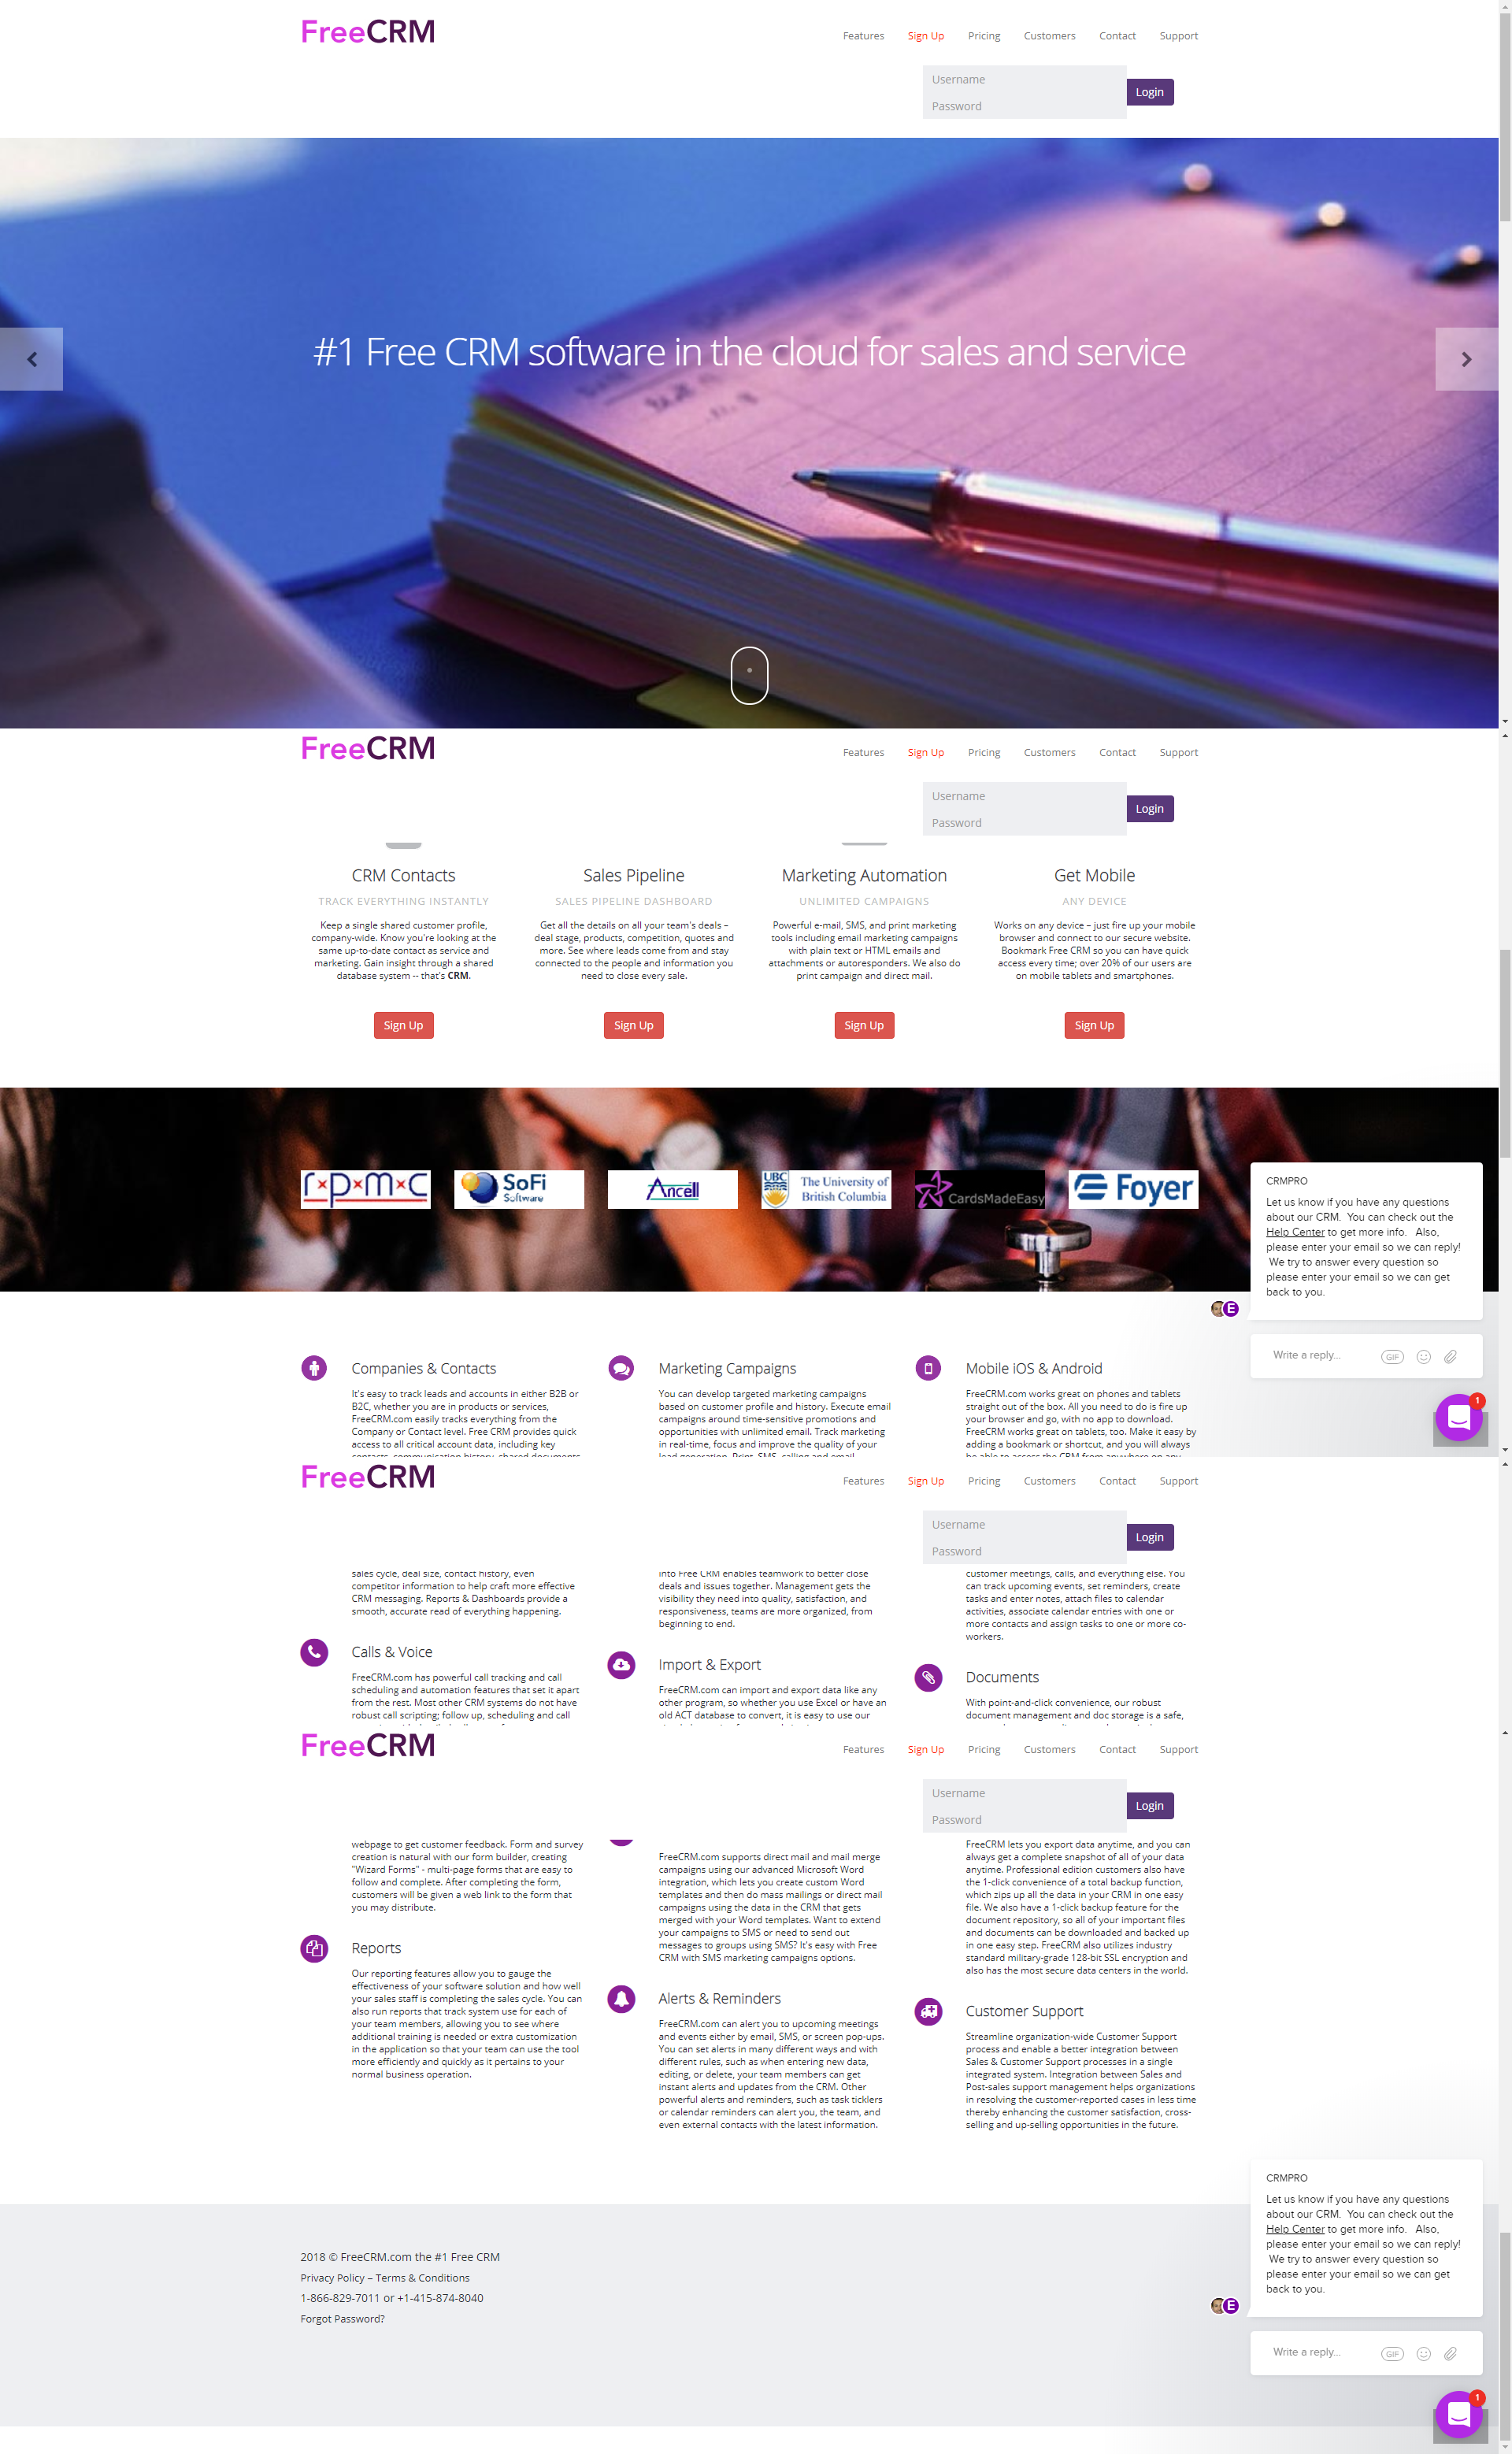 FreeCRM
Features Sign Up Pricing Customers Contact Support
Username
Login
Password
#1 Free CRM software in the cloud for sales and service
FreeCRM
Features Sign Up Pricing Customers Contact Support
Username
Login
Password
CRM Contacts
TRACK EVERYTHING INSTANTLY
Keep a single shared customer profile,
company-wide. Know you're looking at the
same up-to-date contact as service and
marketing. Gain insight through a shared
database system -- that's CRM.
Sign Up
Sales Pipeline
SALES PIPELINE DASHBOARD
Get all the details on all your team's deals –
deal stage, products, competition, quotes and
more. See where leads come from and stay
connected to the people and information you
need to close every sale.
Sign Up
Marketing Automation
UNLIMITED CAMPAIGNS
Powerful e-mail, SMS, and print marketing
tools including email marketing campaigns
with plain text or HTML emails and
attachments or autoresponders. We also do
print campaign and direct mail.
Sign Up
Get Mobile
ANY DEVICE
Works on any device – just fire up your mobile
browser and connect to our secure website.
Bookmark Free CRM so you can have quick
access every time; over 20% of our users are
on mobile tablets and smartphones.
Sign Up
r×p×m×c
SoFi
Software
Ancell
UBC
The University of
British Columbia
CardsMadeEasy
Foyer
CRMPRO
Let us know if you have any questions
about our CRM. You can check out the
Help Center to get more info. Also,
please enter your email so we can reply!
We try to answer every question so
please enter your email so we can get
back to you.
E
Write a reply...
GIF
1
Companies & Contacts
It's easy to track leads and accounts in either B2B or
B2C, whether you are in products or services,
FreeCRM.com easily tracks everything from the
Company or Contact level. Free CRM provides quick
access to all critical account data, including key
contacts, communication history, shared documents
Marketing Campaigns
You can develop targeted marketing campaigns
based on customer profile and history. Execute email
campaigns around time-sensitive promotions and
opportunities with unlimited email. Track marketing
in real-time, focus and improve the quality of your
lead generation. Print, SMS, calling and email
Mobile iOS & Android
FreeCRM.com works great on phones and tablets
straight out of the box. All you need to do is fire up
your browser and go, with no app to download.
FreeCRM works great on tablets, too. Make it easy by
adding a bookmark or shortcut, and you will always
be able to access the CRM from anywhere on any
FreeCRM
Features Sign Up Pricing Customers Contact Support
Username
Login
Password
sales cycle, deal size, contact history, even
competitor information to help craft more effective
CRM messaging. Reports & Dashboards provide a
smooth, accurate read of everything happening.
Calls & Voice
FreeCRM.com has powerful call tracking and call
scheduling and automation features that set it apart
from the rest. Most other CRM systems do not have
robust call scripting; follow up, scheduling and call
into Free CRM enables teamwork to better close
deals and issues together. Management gets the
visibility they need into quality, satisfaction, and
responsiveness, teams are more organized, from
beginning to end.
Import & Export
FreeCRM.com can import and export data like any
other program, so whether you use Excel or have an
old ACT database to convert, it is easy to use our
customer meetings, calls, and everything else. You
can track upcoming events, set reminders, create
tasks and enter notes, attach files to calendar
activities, associate calendar entries with one or
more contacts and assign tasks to one or more co-
workers.
Documents
With point-and-click convenience, our robust
document management and doc storage is a safe,
FreeCRM
Features Sign Up Pricing Customers Contact Support
Username
Login
Password
webpage to get customer feedback. Form and survey
creation is natural with our form builder, creating
"Wizard Forms" - multi-page forms that are easy to
follow and complete. After completing the form,
customers will be given a web link to the form that
you may distribute.
Reports
Our reporting features allow you to gauge the
effectiveness of your software solution and how well
your sales staff is completing the sales cycle. You can
also run reports that track system use for each of
your team members, allowing you to see where
additional training is needed or extra customization
in the application so that your team can use the tool
more efficiently and quickly as it pertains to your
normal business operation.
FreeCRM.com supports direct mail and mail merge
campaigns using our advanced Microsoft Word
integration, which lets you create custom Word
templates and then do mass mailings or direct mail
campaigns using the data in the CRM that gets
merged with your Word templates. Want to extend
your campaigns to SMS or need to send out
messages to groups using SMS? It's easy with Free
CRM with SMS marketing campaigns options.
Alerts & Reminders
FreeCRM.com can alert you to upcoming meetings
and events either by email, SMS, or screen pop-ups.
You can set alerts in many different ways and with
different rules, such as when entering new data,
editing, or delete, your team members can get
instant alerts and updates from the CRM. Other
powerful alerts and reminders, such as task ticklers
or calendar reminders can alert you, the team, and
even external contacts with the latest information.
FreeCRM lets you export data anytime, and you can
always get a complete snapshot of all of your data
anytime. Professional edition customers also have
the 1-click convenience of a total backup function,
which zips up all the data in your CRM in one easy
file. We also have a 1-click backup feature for the
document repository, so all of your important files
and documents can be downloaded and backed up
in one easy step. FreeCRM also utilizes industry
standard military-grade 128-bit SSL encryption and
also has the most secure data centers in the world.
Customer Support
Streamline organization-wide Customer Support
process and enable a better integration between
Sales & Customer Support processes in a single
integrated system. Integration between Sales and
Post-sales support management helps organizations
in resolving the customer-reported cases in less time
thereby enhancing the customer satisfaction, cross-
selling and up-selling opportunities in the future.
2018 © FreeCRM.com the #1 Free CRM
Privacy Policy – Terms & Conditions
1-866-829-7011 or +1-415-874-8040
Forgot Password?
CRMPRO
Let us know if you have any questions
about our CRM. You can check out the
Help Center to get more info. Also,
please enter your email so we can reply!
We try to answer every question so
please enter your email so we can get
back to you.
E
Write a reply...
GIF
1